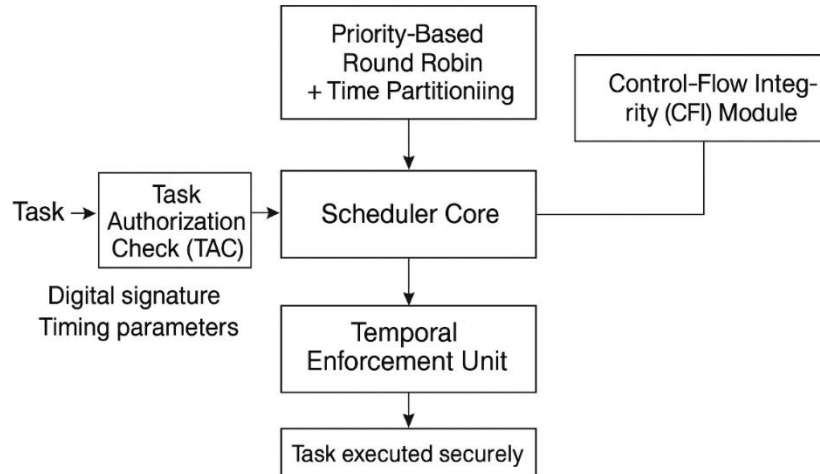 Priority-Based
Round Robin
+ Time Partitioniing
Control-Flow Integ-
rity (CFI) Module
Task
Task
Authorization
Check (TAC)
Scheduler Core
Digital signature
Timing parameters
Temporal
Enforcement Unit
Task executed securely